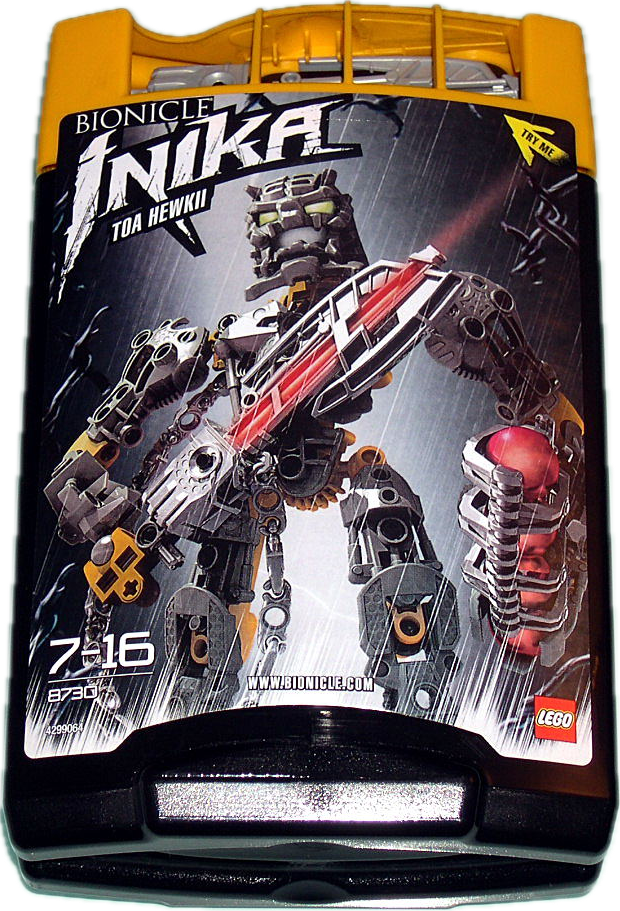 BIONICLE
INIKA
TOA HEWKII
TRY ME
7-16
8730
4299064
WWW.BIONICLE.COM
LEGO